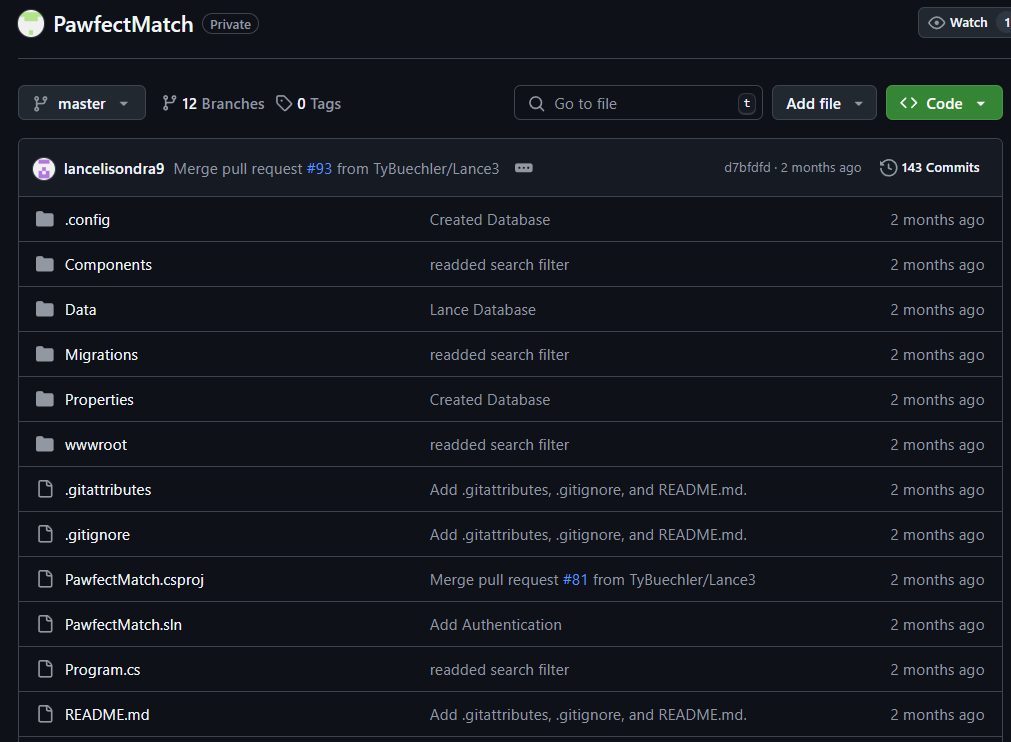 PawfectMatch Private Watch 1
master 12 Branches 0 Tags Go to file t Add file Code
lancelisondra9 Merge pull request #93 from TyBuechler/Lance3 d7bfdfd · 2 months ago 143 Commits
.config Created Database 2 months ago
Components readded search filter 2 months ago
Data Lance Database 2 months ago
Migrations readded search filter 2 months ago
Properties Created Database 2 months ago
wwwroot readded search filter 2 months ago
.gitattributes Add .gitattributes, .gitignore, and README.md. 2 months ago
.gitignore Add .gitattributes, .gitignore, and README.md. 2 months ago
PawfectMatch.csproj Merge pull request #81 from TyBuechler/Lance3 2 months ago
PawfectMatch.sln Add Authentication 2 months ago
Program.cs readded search filter 2 months ago
README.md Add .gitattributes, .gitignore, and README.md. 2 months ago